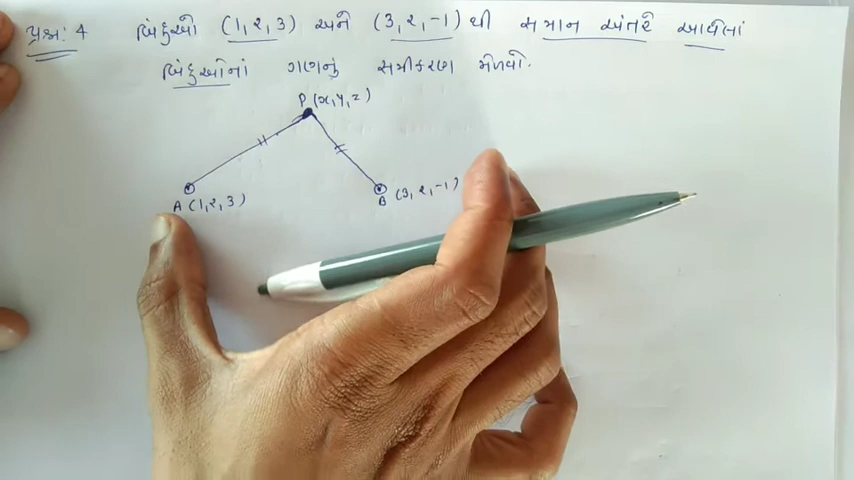 પ્રશ્ન: 4 બિંદુઓ (1,2,3) અને (3,2,-1) થી સમાન અંતરે આવેલાં
બિંદુઓનાં ગણનું સમીકરણ મેળવો.
P (x,y,z)
A (1,2,3)
B (3,2,-1)